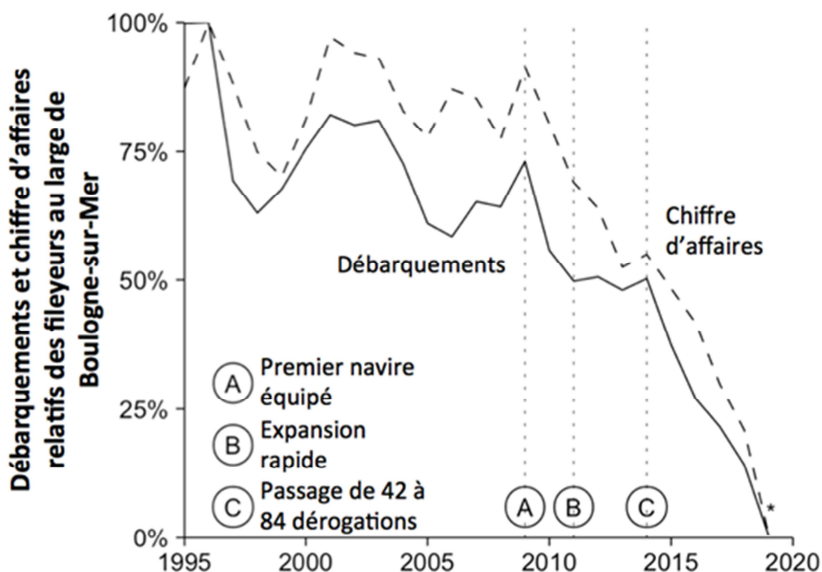 Débarquements et chiffre d'affaires
relatifs des fileyeurs au large de
Boulogne-sur-Mer
100%
75%
50%
25%
0%
Débarquements
Chiffre
d'affaires
A Premier navire
équipé
B Expansion
rapide
C Passage de 42 à
84 dérogations
A B C *
1995 2000 2005 2010 2015 2020